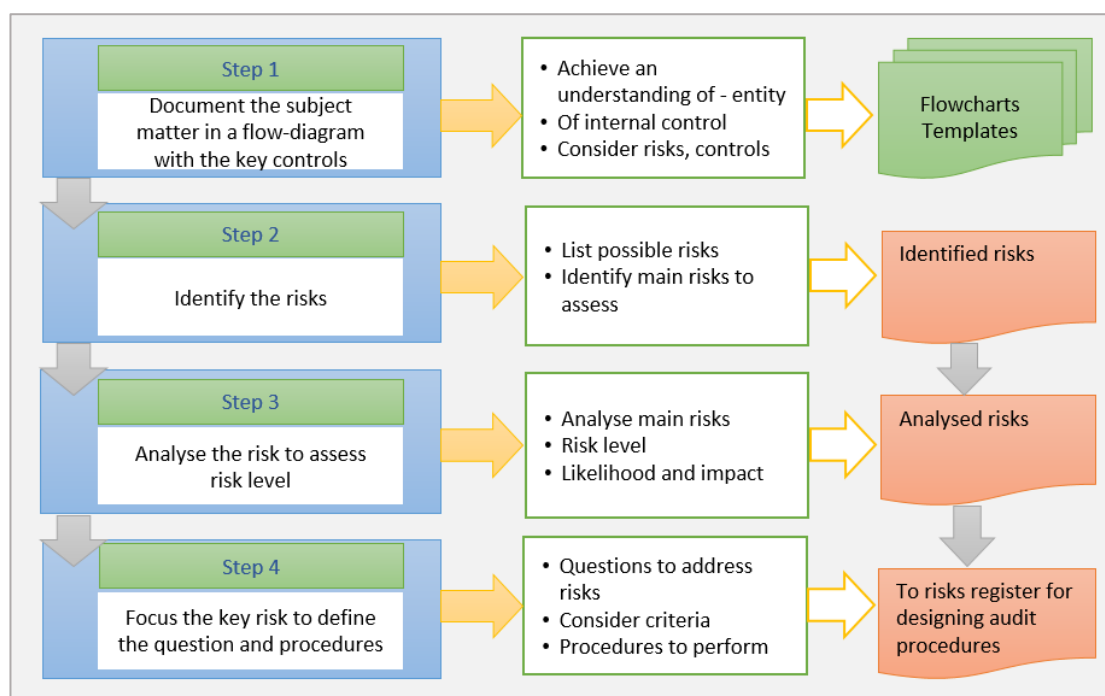 Step 1
Document the subject
matter in a flow-diagram
with the key controls
• Achieve an
understanding of - entity
• Of internal control
• Consider risks, controls
Flowcharts
Templates
Step 2
Identify the risks
• List possible risks
• Identify main risks to
assess
Identified risks
Step 3
Analyse the risk to assess
risk level
• Analyse main risks
• Risk level
• Likelihood and impact
Analysed risks
Step 4
Focus the key risk to define
the question and procedures
• Questions to address
risks
• Consider criteria
• Procedures to perform
To risks register for
designing audit
procedures